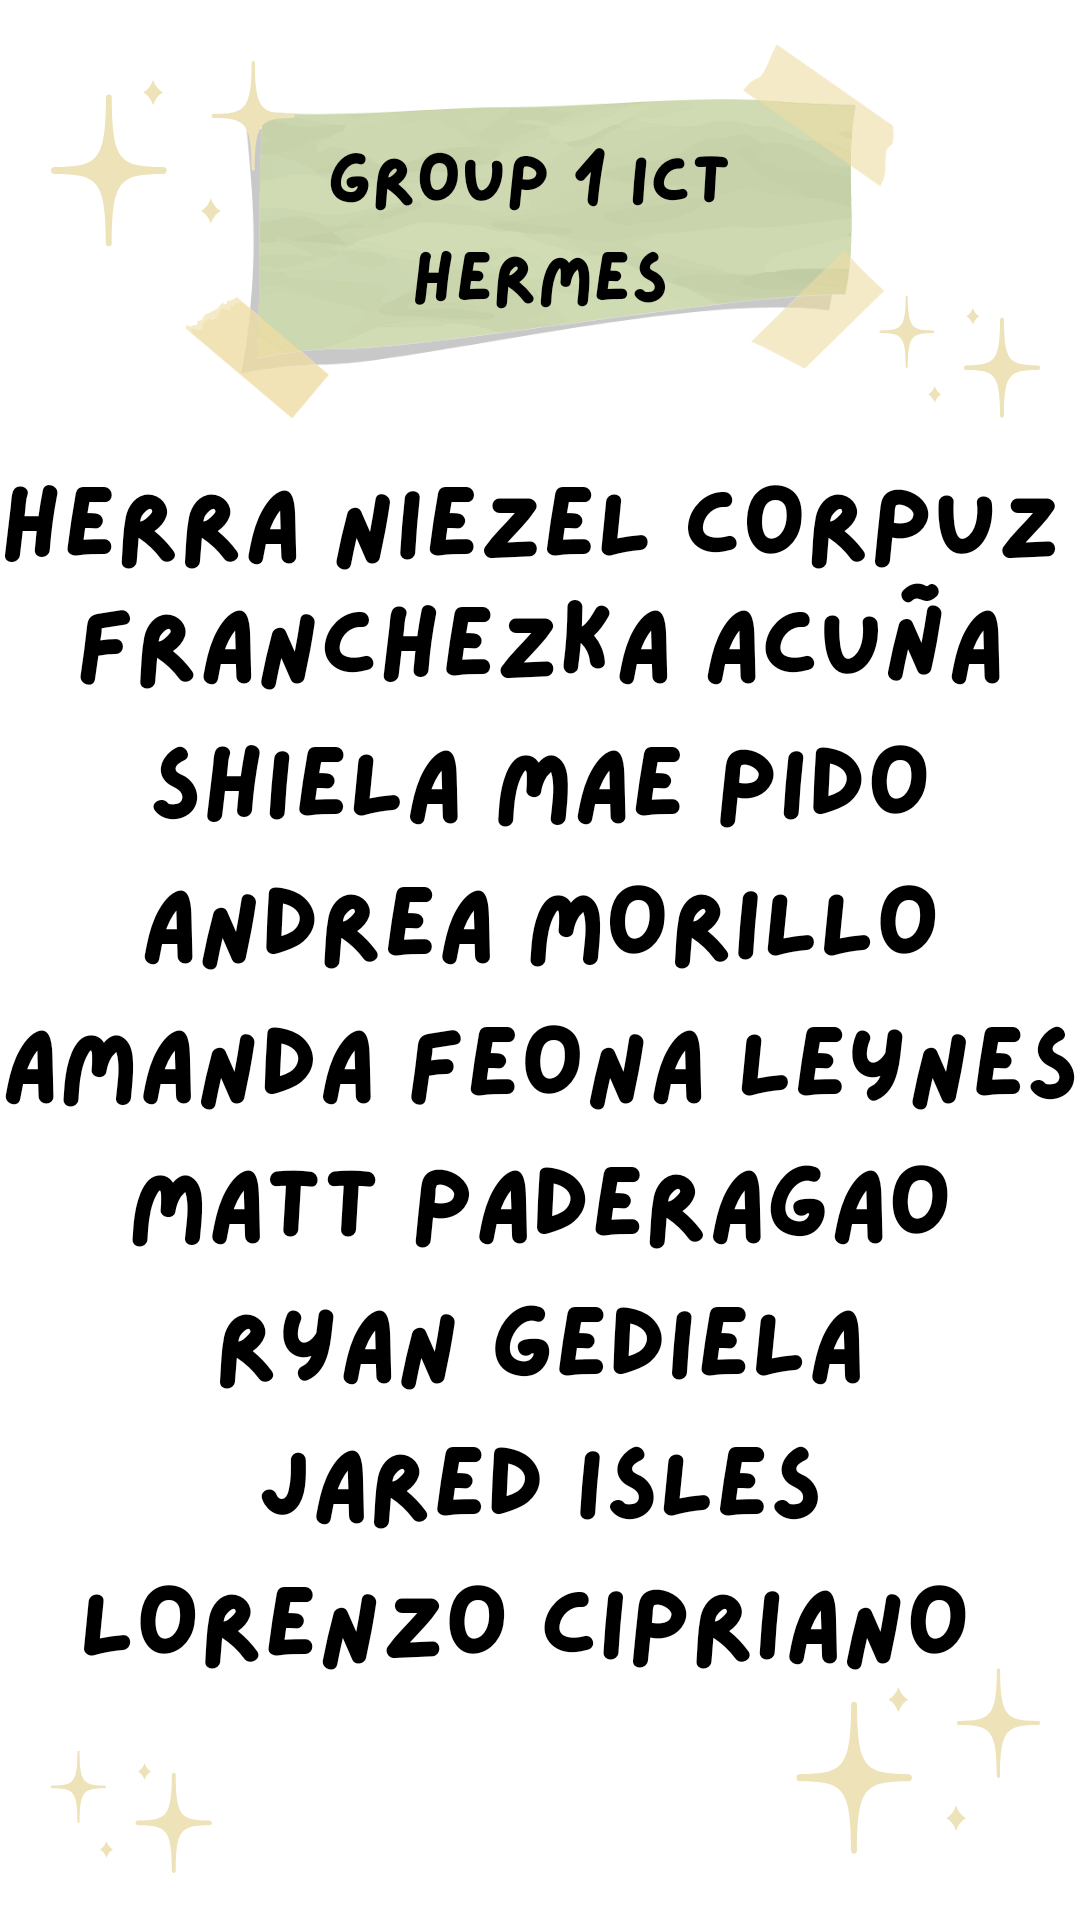 GROUP 1 ICT
HERMES
HERRA NIEZEL CORPUZ
FRANCHEZKA ACUÑA
SHIELA MAE PIDO
ANDREA MORILLO
AMANDA FEONA LEYNES
MATT PADERAGAO
RYAN GEDIELA
JARED ISLES
LORENZO CIPRIANO